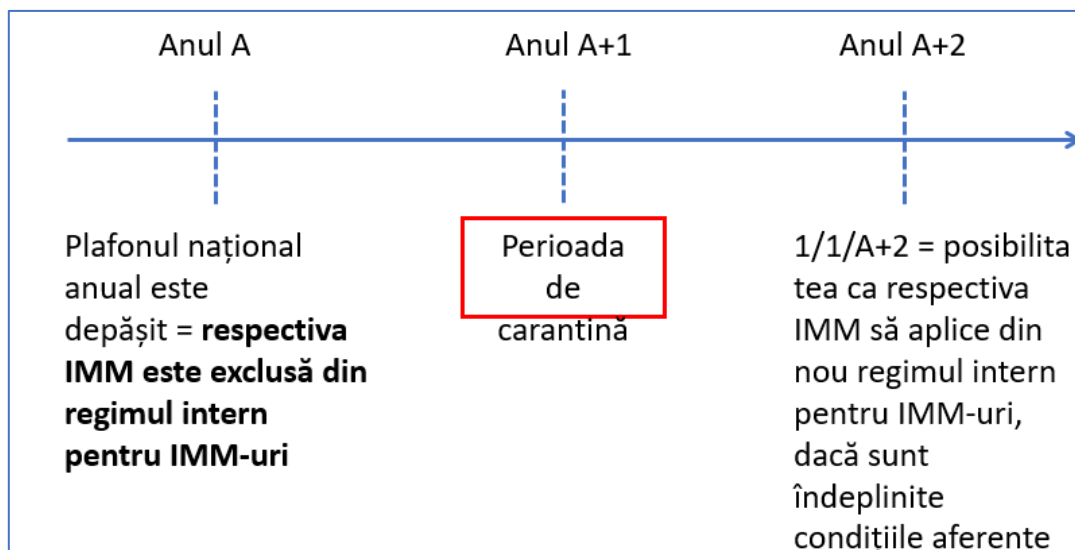 Anul A
Anul A+1
Anul A+2
Plafonul național
anual este
depășit = respectiva
IMM este exclusă din
regimul intern
pentru IMM-uri
Perioada
de
carantină
1/1/A+2 = posibilita
tea ca respectiva
IMM să aplice din
nou regimul intern
pentru IMM-uri,
dacă sunt
îndeplinite
condițiile aferente